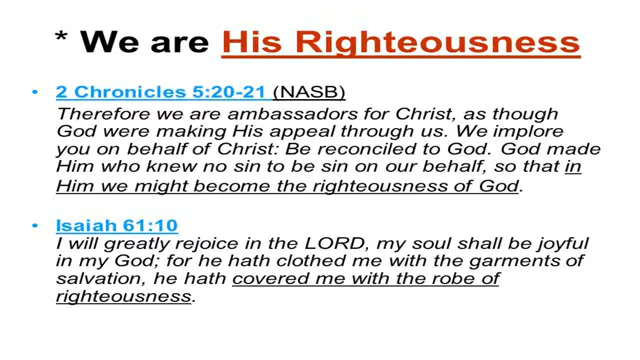 * We are His Righteousness
• 2 Chronicles 5:20-21 (NASB)
Therefore we are ambassadors for Christ, as though
God were making His appeal through us. We implore
you on behalf of Christ: Be reconciled to God. God made
Him who knew no sin to be sin on our behalf, so that in
Him we might become the righteousness of God.
• Isaiah 61:10
I will greatly rejoice in the LORD, my soul shall be joyful
in my God; for he hath clothed me with the garments of
salvation, he hath covered me with the robe of
righteousness.